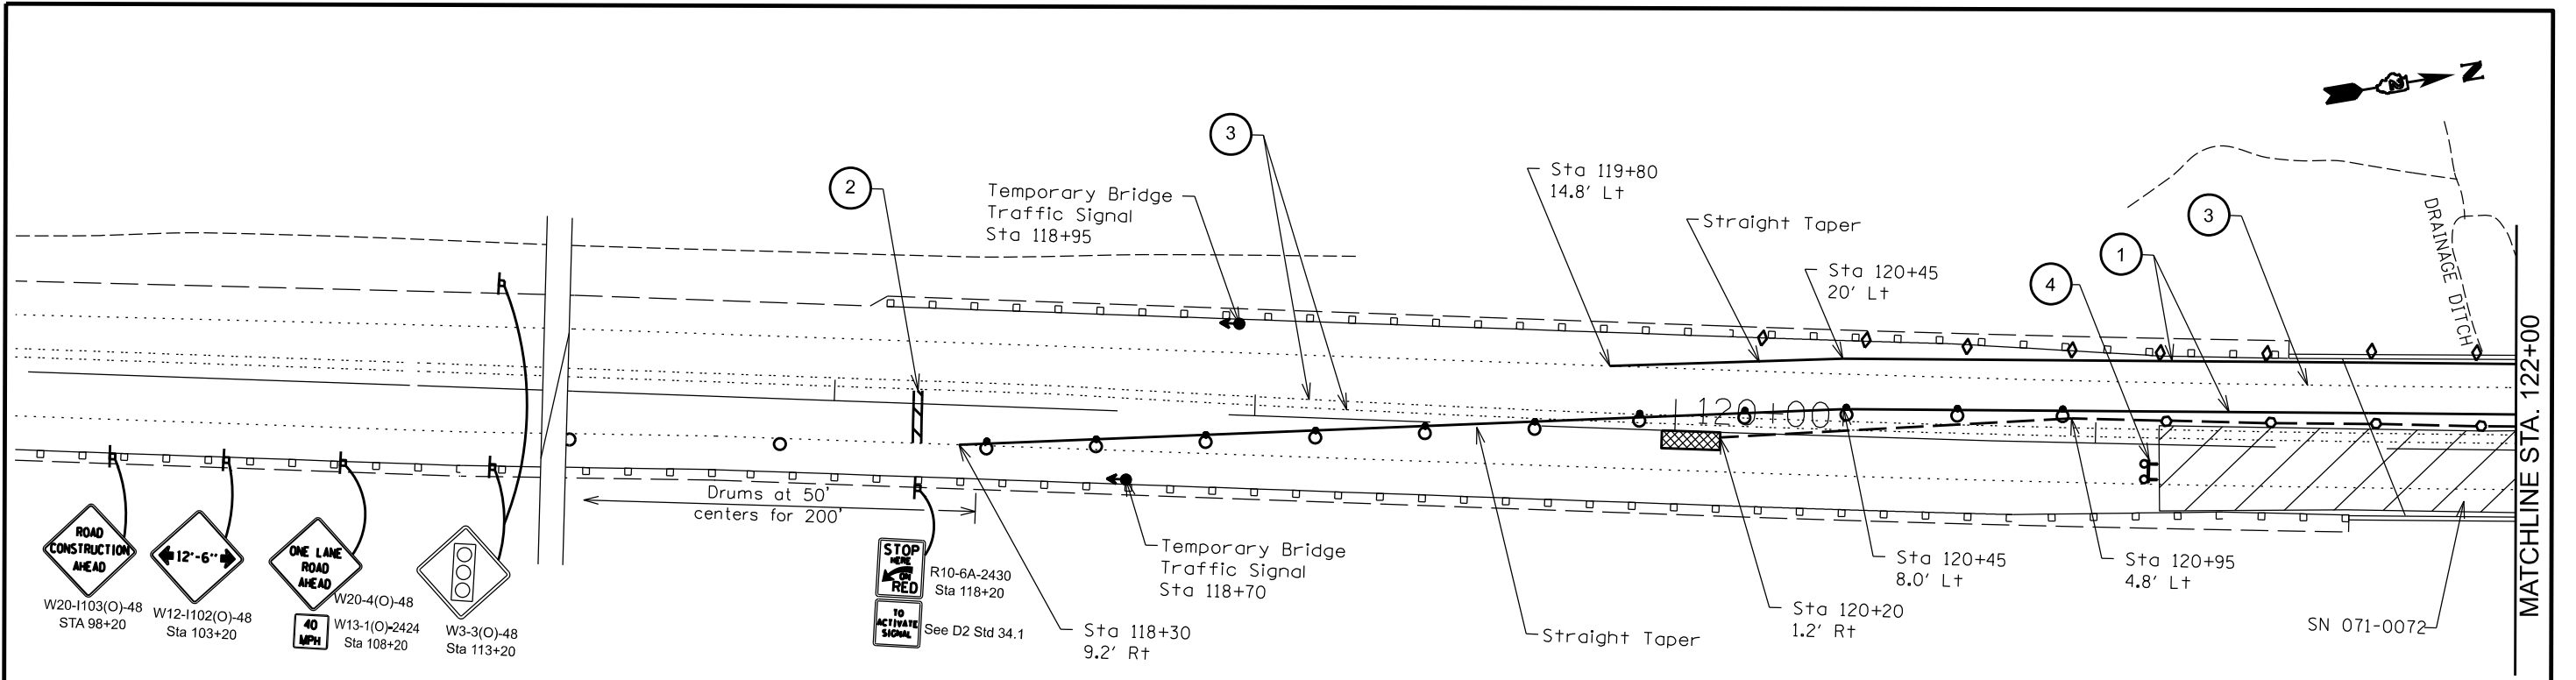 N
2
3
Temporary Bridge
Traffic Signal
Sta 118+95
Sta 119+80
14.8' Lt
Straight Taper
Sta 120+45
20' Lt
4
1
3
DRAINAGE DITCH
MATCHLINE STA. 122+00
120+00
Drums at 50'
centers for 200'
ROAD
CONSTRUCTION
AHEAD
W20-I103(O)-48
STA 98+20
12'-6"
W12-I102(O)-48
Sta 103+20
ONE LANE
ROAD
AHEAD
W20-4(O)-48
40
MPH
W13-1(O)-2424
Sta 108+20
W3-3(O)-48
Sta 113+20
STOP
HERE
ON
RED
R10-6A-2430
Sta 118+20
TO
ACTIVATE
SIGNAL
See D2 Std 34.1
Sta 118+30
9.2' Rt
Temporary Bridge
Traffic Signal
Sta 118+70
Straight Taper
Sta 120+20
1.2' Rt
Sta 120+45
8.0' Lt
Sta 120+95
4.8' Lt
SN 071-0072